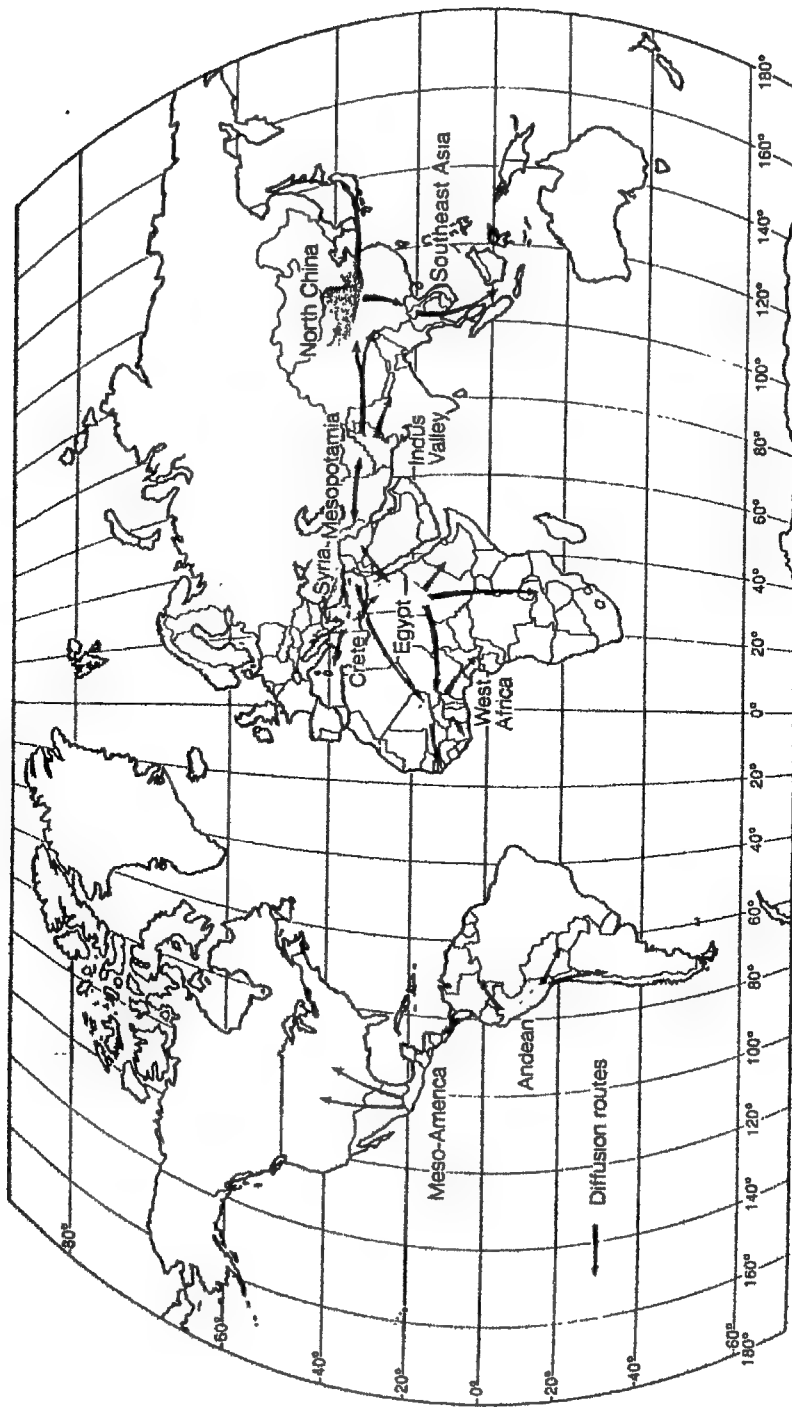 North China
Southeast Asia
Mesopotamia
Syria
Indus
Valley
Crete
Egypt
West
Africa
Meso-America
Andean
Diffusion routes
80°
60°
40°
20°
0°
20°
40°
60°
180°
160°
140°
120°
100°
80°
60°
40°
20°
0°
20°
40°
60°
80°
100°
120°
140°
160°
180°